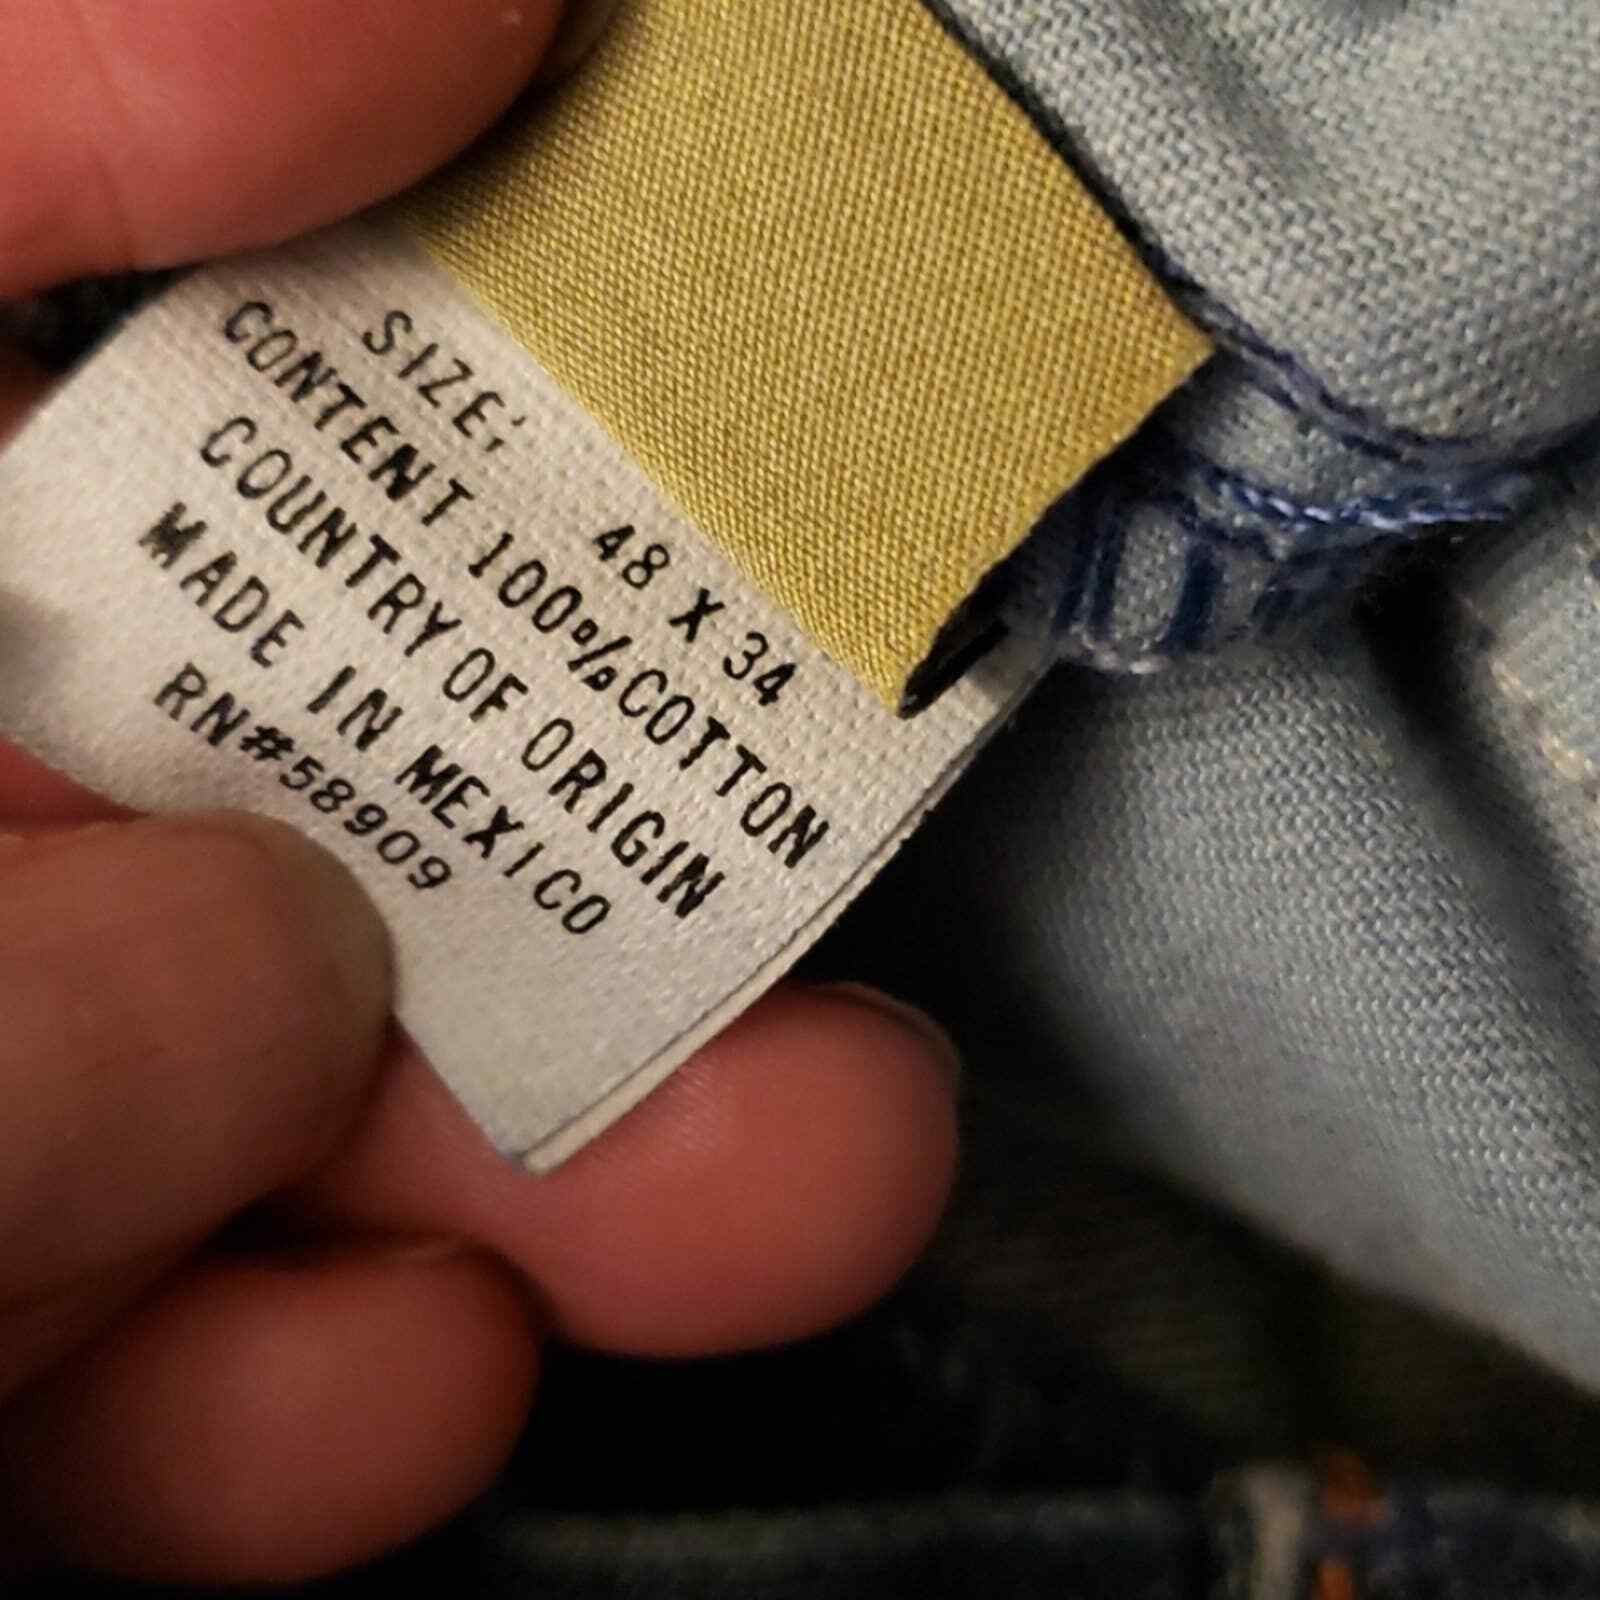 SIZE:
48 X 34
CONTENT 100% COTTON
COUNTRY OF ORIGIN
MADE IN MEXICO
RN#58909